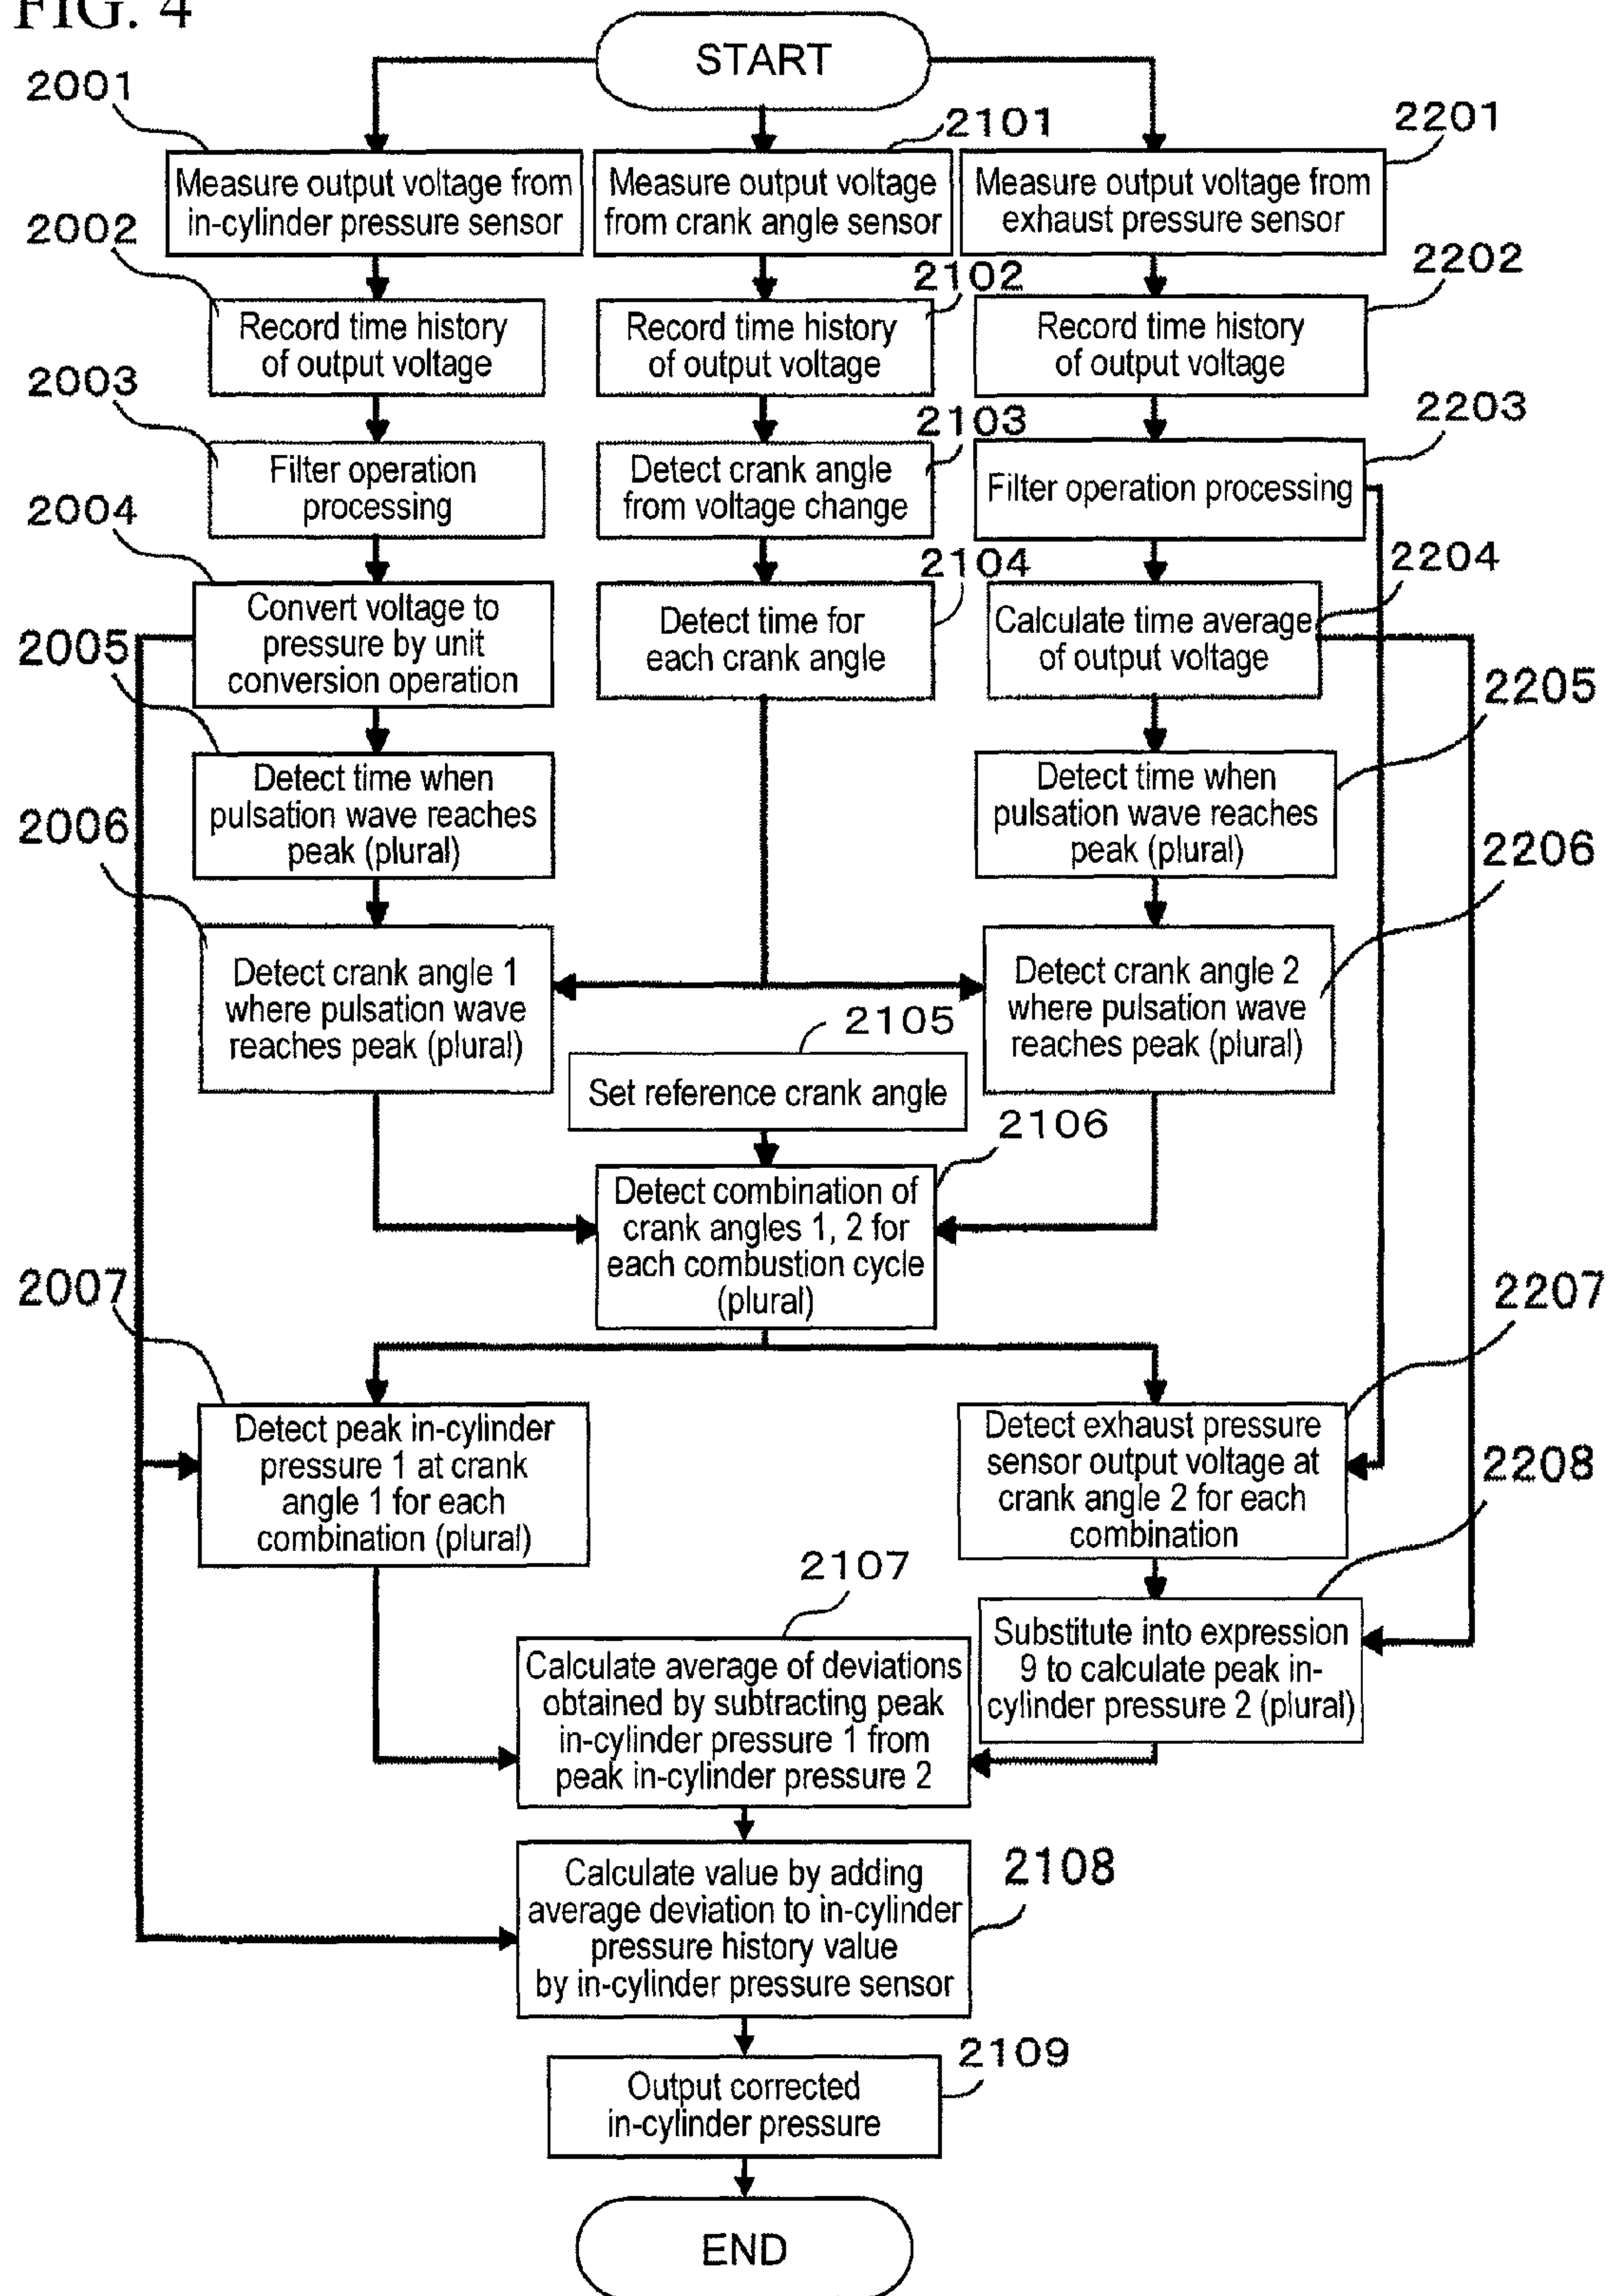 FIG. 4
START
2001
Measure output voltage from
in-cylinder pressure sensor
2101
Measure output voltage
from crank angle sensor
2201
Measure output voltage from
exhaust pressure sensor
2002
Record time history
of output voltage
2102
Record time history
of output voltage
2202
Record time history
of output voltage
2003
Filter operation
processing
2103
Detect crank angle
from voltage change
2203
Filter operation processing
2004
Convert voltage to
pressure by unit
conversion operation
2104
Detect time for
each crank angle
2204
Calculate time average
of output voltage
2005
Detect time when
pulsation wave reaches
peak (plural)
2205
Detect time when
pulsation wave reaches
peak (plural)
2006
Detect crank angle 1
where pulsation wave
reaches peak (plural)
2206
Detect crank angle 2
where pulsation wave
reaches peak (plural)
2105
Set reference crank angle
2106
Detect combination of
crank angles 1, 2 for
each combustion cycle
(plural)
2007
Detect peak in-cylinder
pressure 1 at crank
angle 1 for each
combination (plural)
2207
Detect exhaust pressure
sensor output voltage at
crank angle 2 for each
combination
2208
Substitute into expression
9 to calculate peak in-
cylinder pressure 2 (plural)
2107
Calculate average of deviations
obtained by subtracting peak
in-cylinder pressure 1 from
peak in-cylinder pressure 2
2108
Calculate value by adding
average deviation to in-cylinder
pressure history value
by in-cylinder pressure sensor
2109
Output corrected
in-cylinder pressure
END